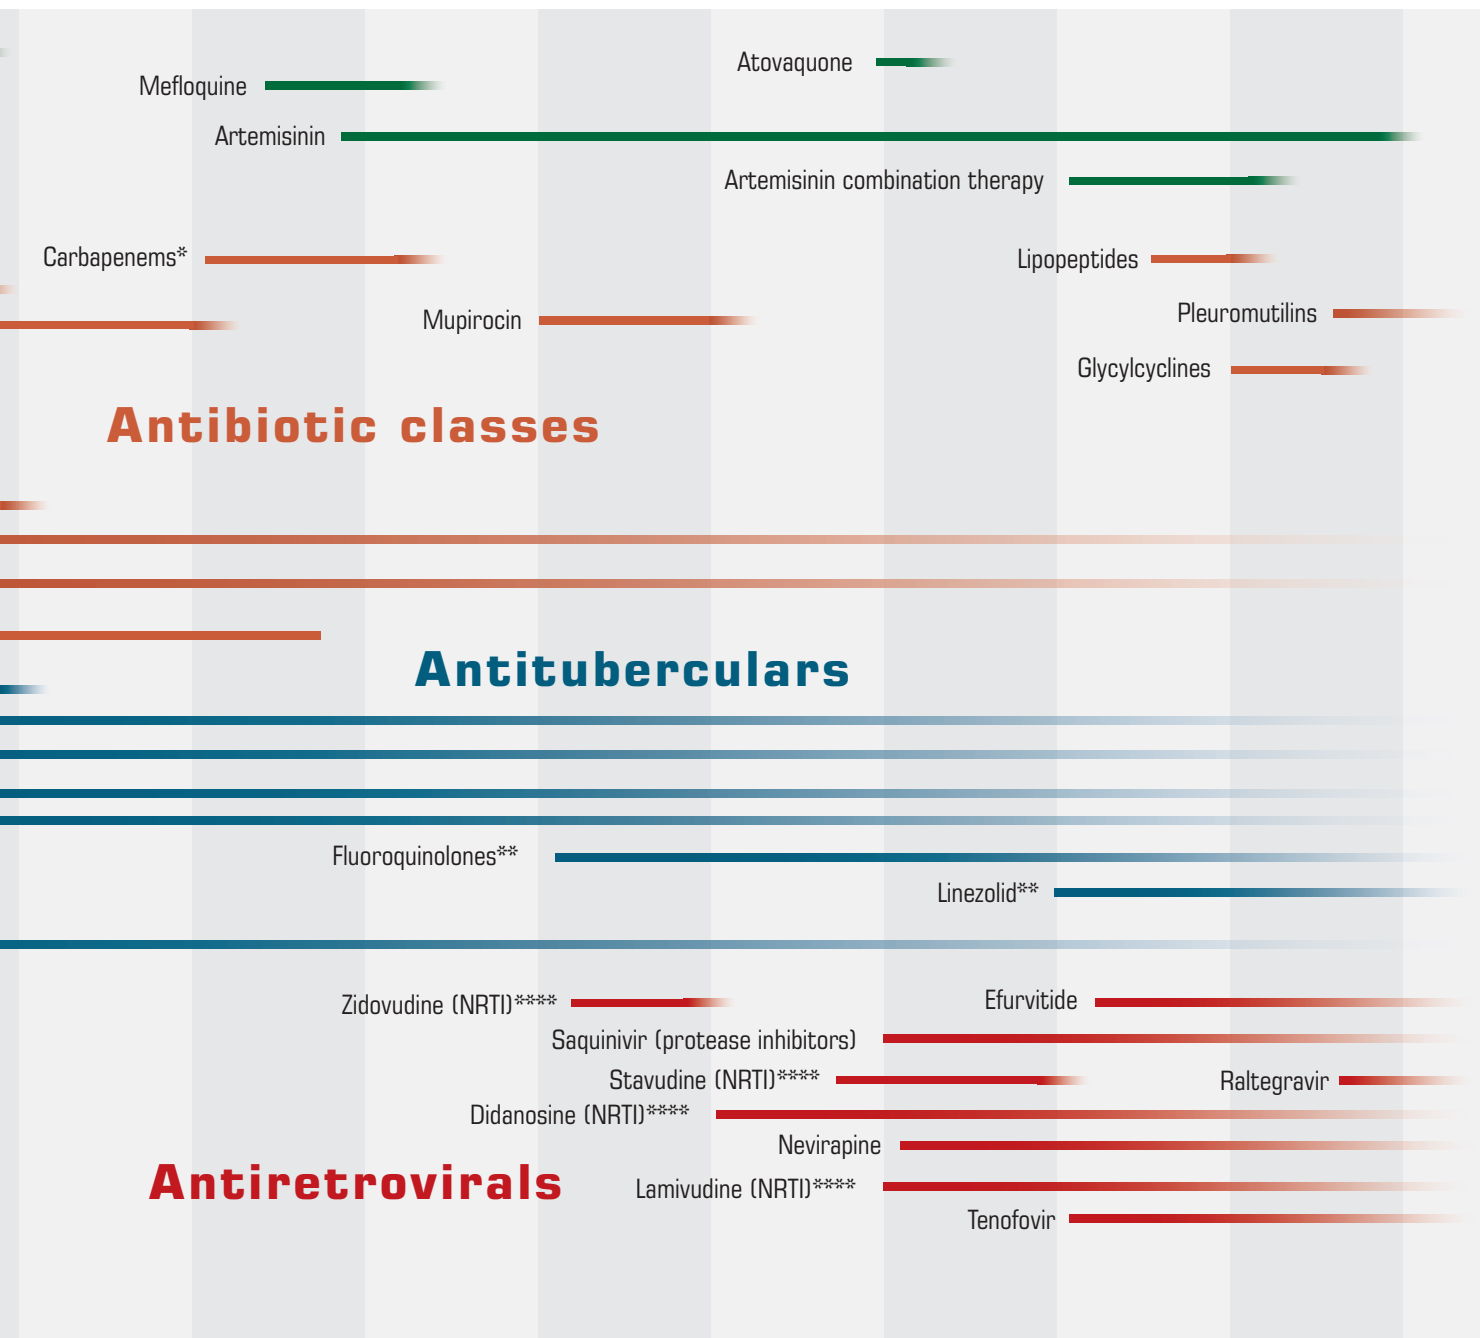 Atovaquone
Mefloquine
Artemisinin
Artemisinin combination therapy
Carbapenems*
Lipopeptides
Mupirocin
Pleuromutilins
Glycylcyclines
Antibiotic classes
Antituberculars
Fluoroquinolones**
Linezolid**
Zidovudine (NRTI)****
Efurvitide
Saquinivir (protease inhibitors)
Stavudine (NRTI)****
Raltegravir
Didanosine (NRTI)****
Nevirapine
Antiretrovirals
Lamivudine (NRTI)****
Tenofovir